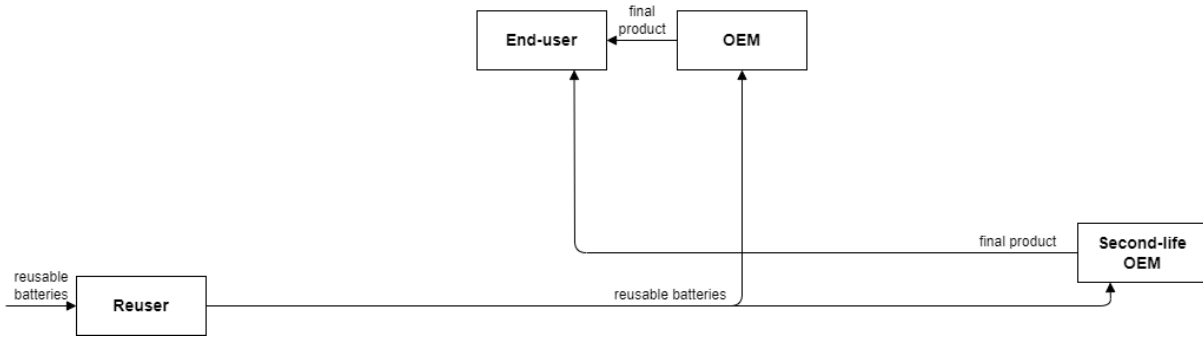 final
product
End-user
OEM
final product
Second-life
OEM
reusable
batteries
Reuser
reusable batteries